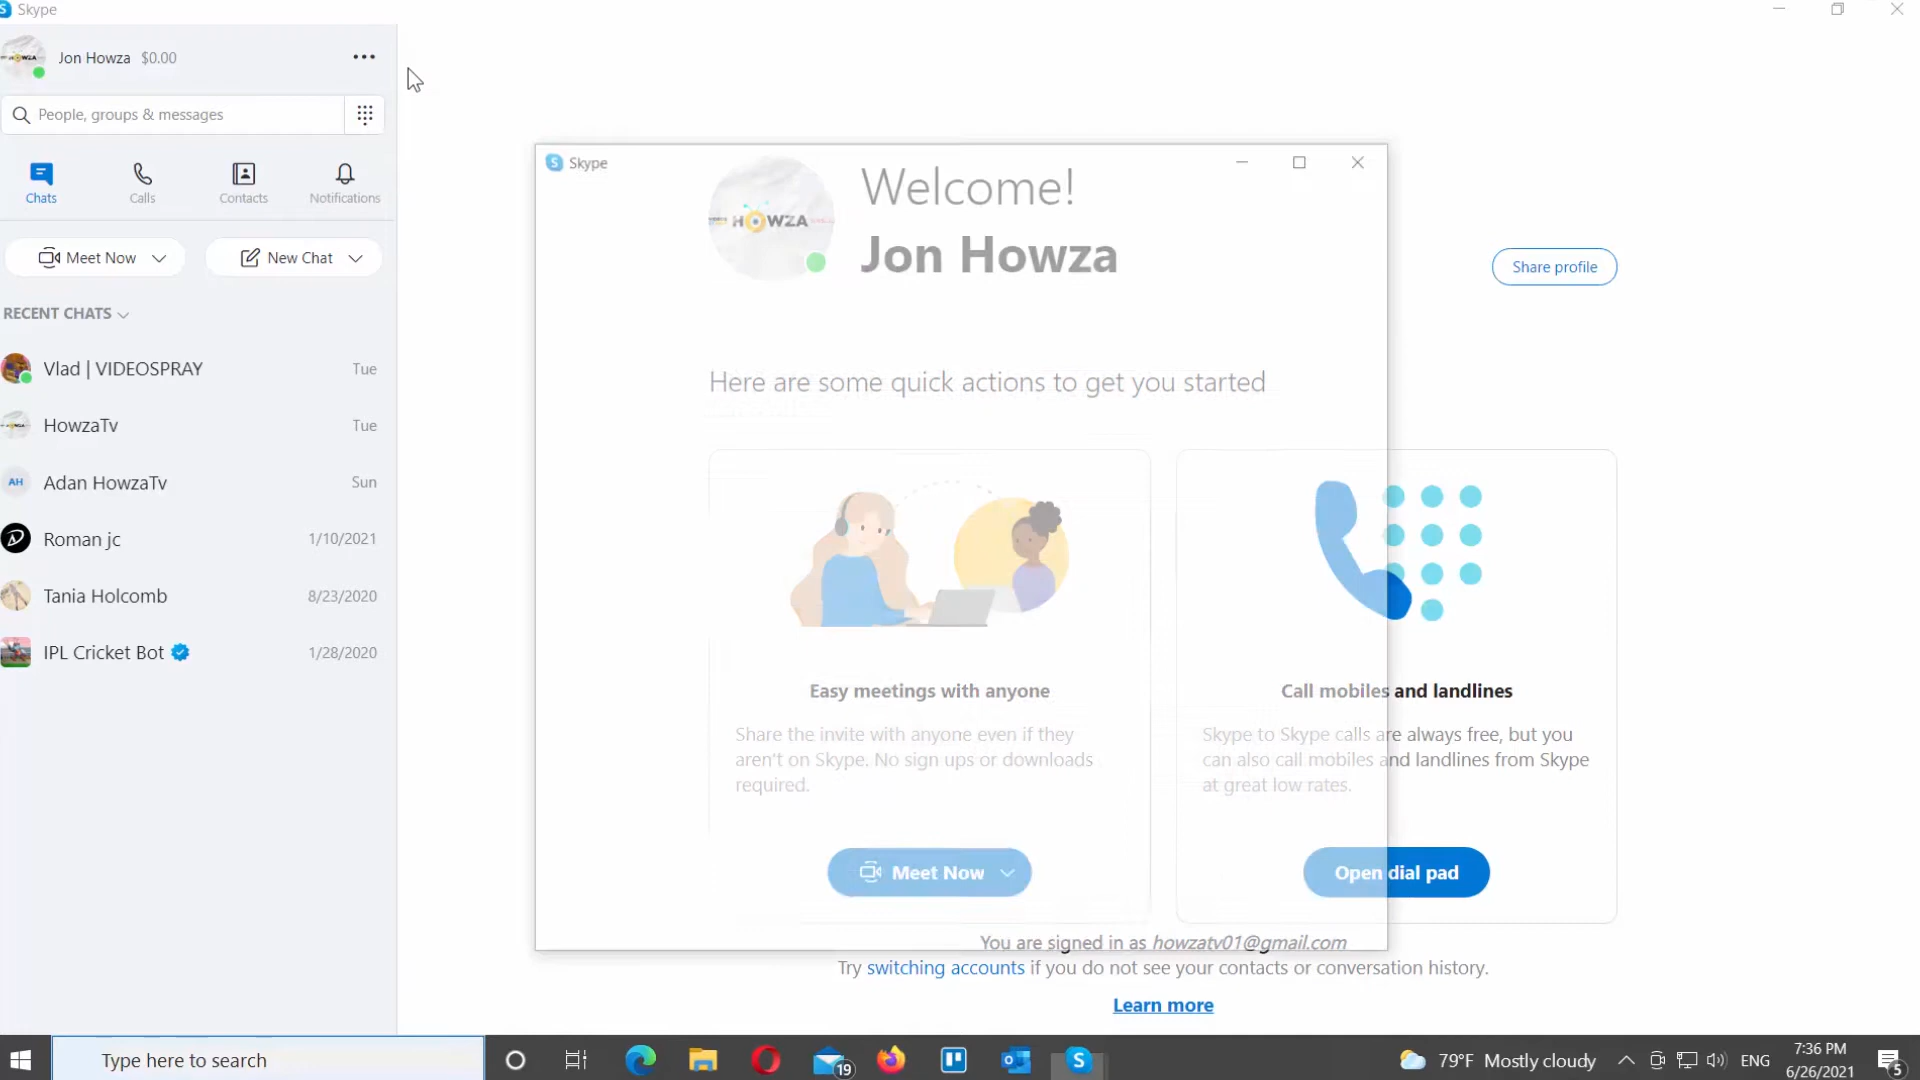 Skype
Jon Howza $0.00
People, groups & messages
Chats Calls Contacts Notifications
Meet Now New Chat
RECENT CHATS
Vlad | VIDEOSPRAY Tue
HowzaTv Tue
AH Adan HowzaTv Sun
Roman jc 1/10/2021
Tania Holcomb 8/23/2020
IPL Cricket Bot 1/28/2020
Skype
HOWZA
Welcome!
Jon Howza
Share profile
Here are some quick actions to get you started
Easy meetings with anyone
Share the invite with anyone even if they
aren't on Skype. No sign ups or downloads
required.
Meet Now
Call mobiles and landlines
Skype to Skype calls are always free, but you
can also call mobiles and landlines from Skype
at great low rates.
Open dial pad
You are signed in as howzatv01@gmail.com
Try switching accounts if you do not see your contacts or conversation history.
Learn more
Type here to search
19
79°F Mostly cloudy
ENG
7:36 PM
6/26/2021
5